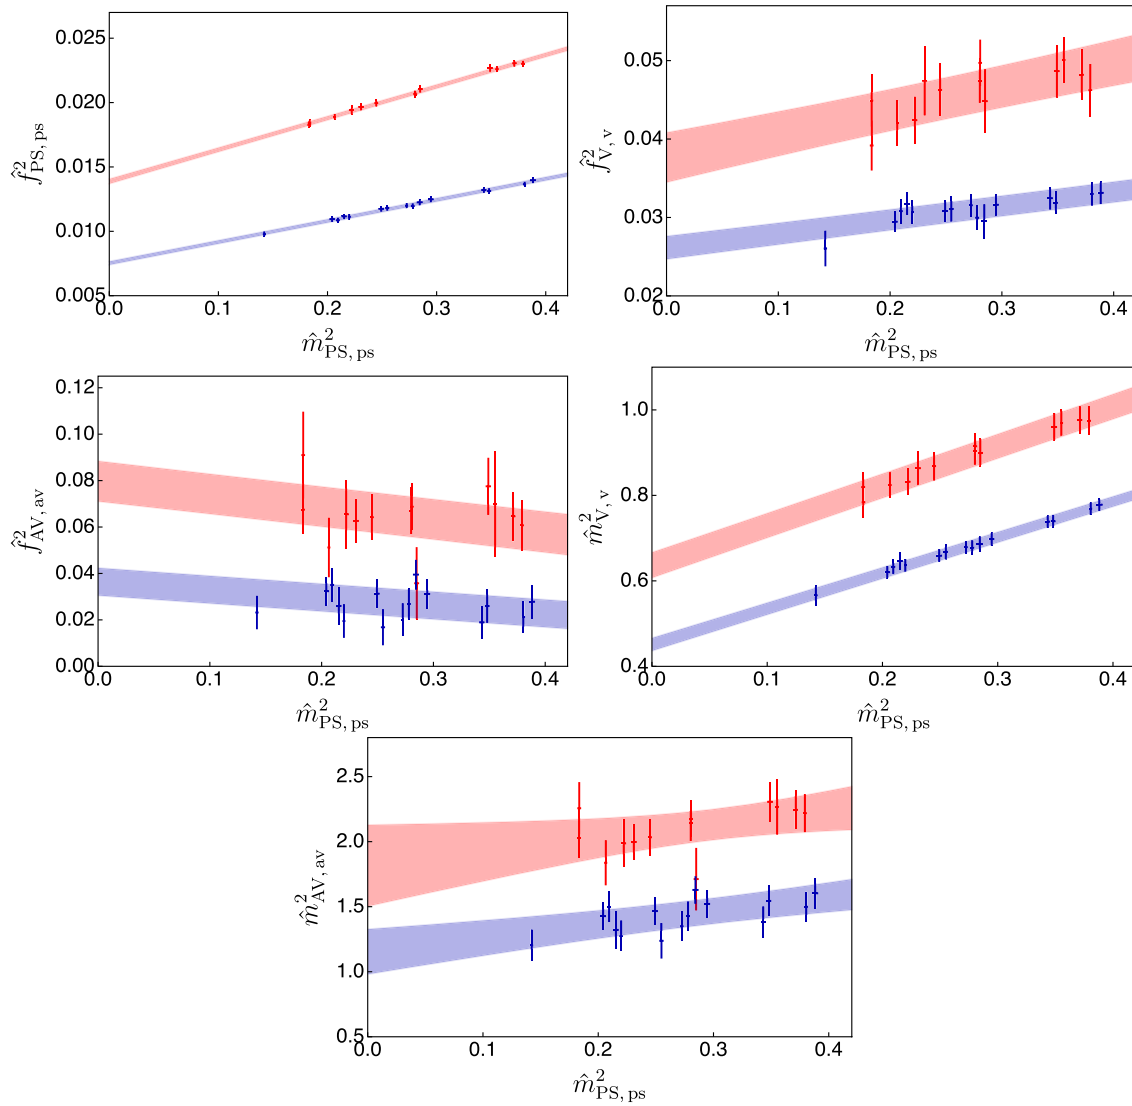 0.025
0.020
0.015
0.010
0.005
0.0 0.1 0.2 0.3 0.4
f̂²PS, ps
m̂²PS, ps
0.05
0.04
0.03
0.02
0.0 0.1 0.2 0.3 0.4
f̂²V, v
m̂²PS, ps
0.12
0.10
0.08
0.06
0.04
0.02
0.00
0.0 0.1 0.2 0.3 0.4
f̂²AV, av
m̂²PS, ps
1.0
0.8
0.6
0.4
0.0 0.1 0.2 0.3 0.4
m̂²V, v
m̂²PS, ps
2.5
2.0
1.5
1.0
0.5
0.0 0.1 0.2 0.3 0.4
m̂²AV, av
m̂²PS, ps